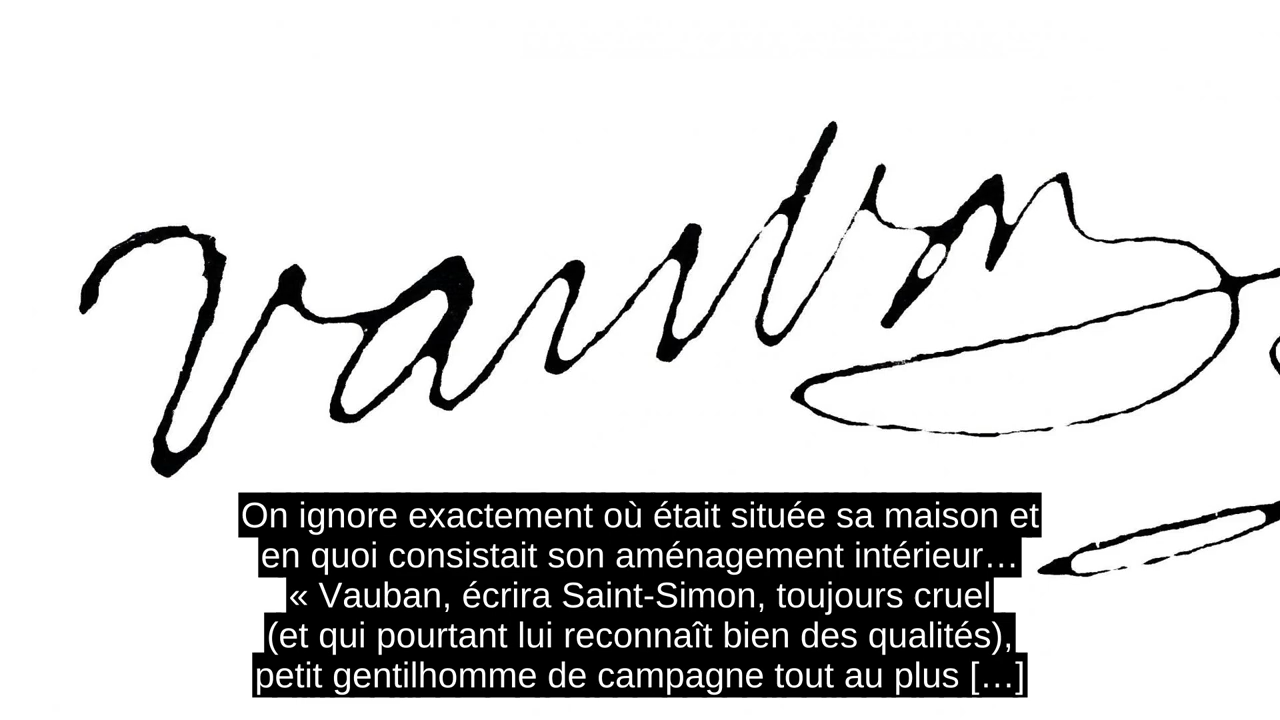 Vauban
On ignore exactement où était située sa maison et
en quoi consistait son aménagement intérieur…
« Vauban, écrira Saint-Simon, toujours cruel
(et qui pourtant lui reconnaît bien des qualités),
petit gentilhomme de campagne tout au plus […]